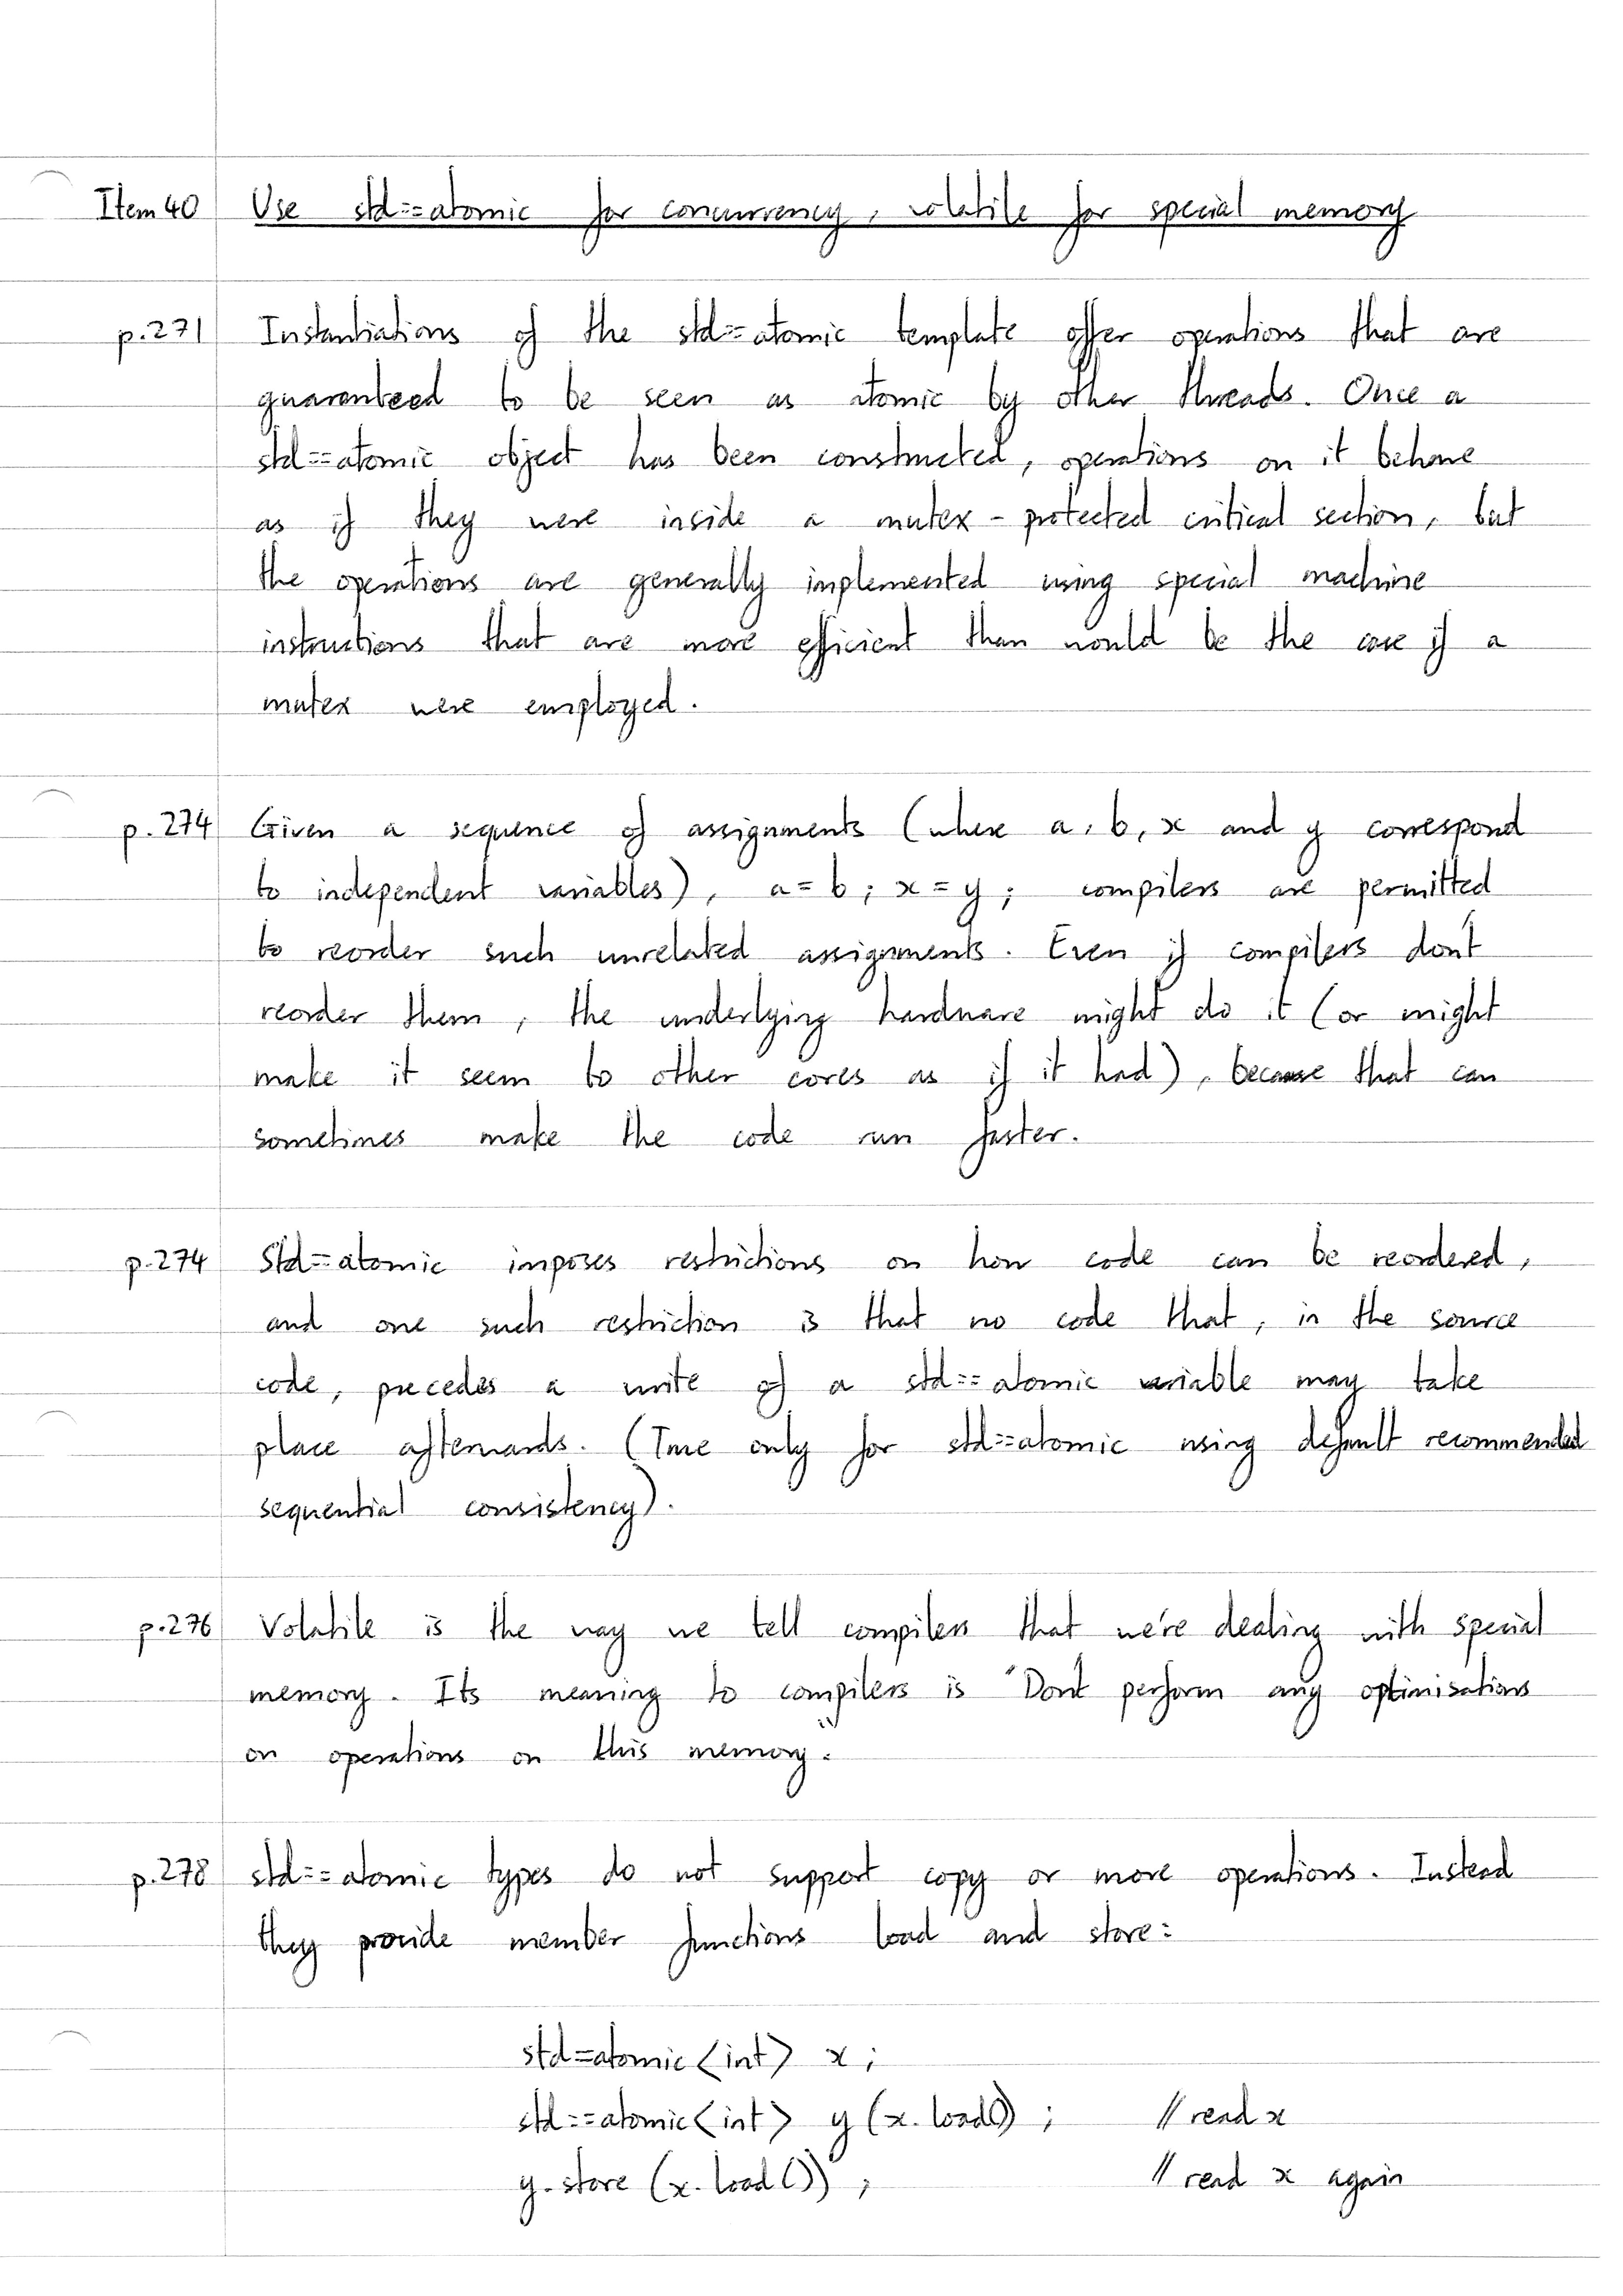 Item 40 Use std::atomic for concurrency, volatile for special memory
p.271 Instantiations of the std::atomic template offer operations that are
guaranteed to be seen as atomic by other threads. Once a
std::atomic object has been constructed, operations on it behave
as if they were inside a mutex-protected critical section, but
the operations are generally implemented using special machine
instructions that are more efficient than would be the case if a
mutex were employed.
p.274 Given a sequence of assignments (where a, b, x and y correspond
to independent variables), a = b; x = y; compilers are permitted
to reorder such unrelated assignments. Even if compilers don't
reorder them, the underlying hardware might do it (or might
make it seem to other cores as if it had), because that can
sometimes make the code run faster.
p.274 Std::atomic imposes restrictions on how code can be reordered,
and one such restriction is that no code that, in the source
code, precedes a write of a std::atomic variable may take
place afterwards. (True only for std::atomic using default recommended
sequential consistency).
p.276 Volatile is the way we tell compilers that we're dealing with special
memory. Its meaning to compilers is "Don't perform any optimisations
on operations on this memory."
p.278 std::atomic types do not support copy or move operations. Instead
they provide member functions load and store:
std::atomic<int> x;
std::atomic<int> y(x.load()); // read x
y.store(x.load()); // read x again